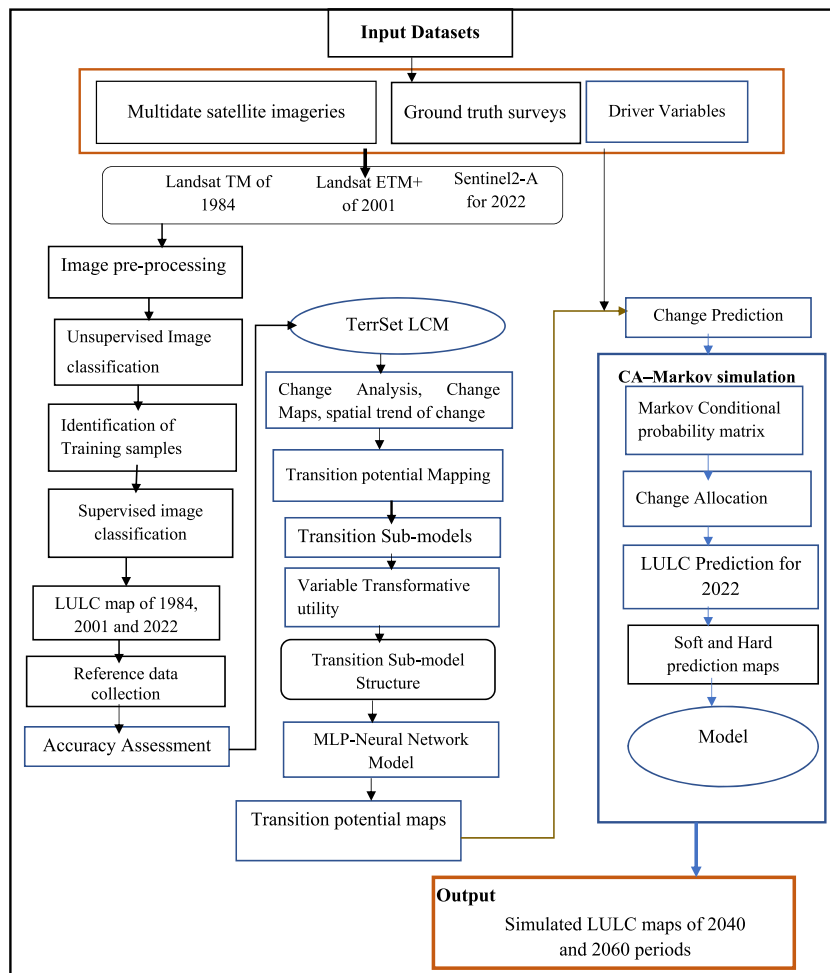 Input Datasets
Multidate satellite imageries
Ground truth surveys
Driver Variables
Landsat TM of
1984
Landsat ETM+
of 2001
Sentinel2-A
for 2022
Image pre-processing
Unsupervised Image
classification
Identification of
Training samples
Supervised image
classification
LULC map of 1984,
2001 and 2022
Reference data
collection
Accuracy Assessment
TerrSet LCM
Change Analysis, Change
Maps, spatial trend of change
Transition potential Mapping
Transition Sub-models
Variable Transformative
utility
Transition Sub-model
Structure
MLP-Neural Network
Model
Transition potential maps
Change Prediction
CA–Markov simulation
Markov Conditional
probability matrix
Change Allocation
LULC Prediction for
2022
Soft and Hard
prediction maps
Model
Output
Simulated LULC maps of 2040
and 2060 periods